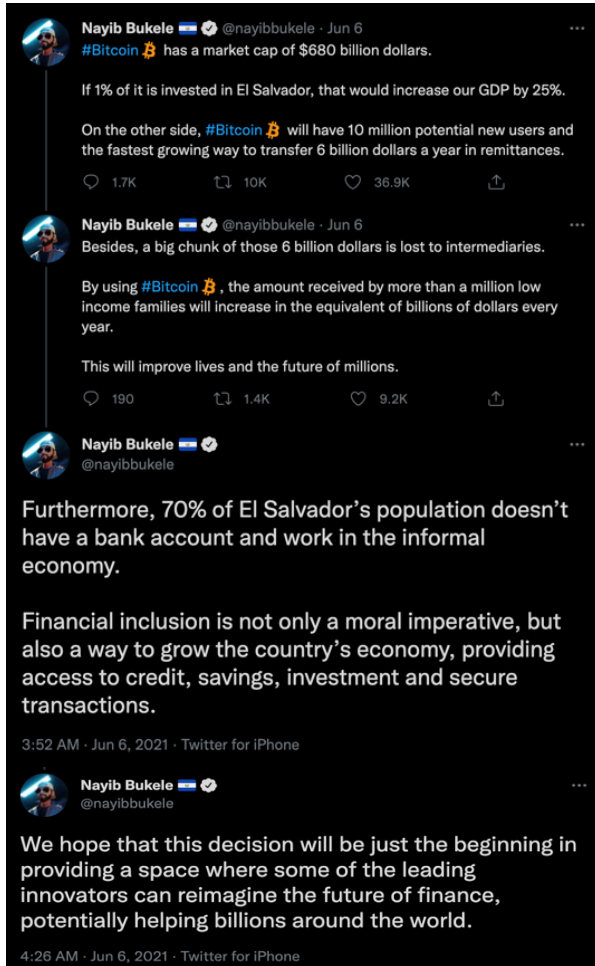 Nayib Bukele @nayibbukele · Jun 6
#Bitcoin has a market cap of $680 billion dollars.
If 1% of it is invested in El Salvador, that would increase our GDP by 25%.
On the other side, #Bitcoin will have 10 million potential new users and
the fastest growing way to transfer 6 billion dollars a year in remittances.
1.7K 10K 36.9K
Nayib Bukele @nayibbukele · Jun 6
Besides, a big chunk of those 6 billion dollars is lost to intermediaries.
By using #Bitcoin , the amount received by more than a million low
income families will increase in the equivalent of billions of dollars every
year.
This will improve lives and the future of millions.
190 1.4K 9.2K
Nayib Bukele
@nayibbukele
Furthermore, 70% of El Salvador’s population doesn’t
have a bank account and work in the informal
economy.
Financial inclusion is not only a moral imperative, but
also a way to grow the country’s economy, providing
access to credit, savings, investment and secure
transactions.
3:52 AM · Jun 6, 2021 · Twitter for iPhone
Nayib Bukele
@nayibbukele
We hope that this decision will be just the beginning in
providing a space where some of the leading
innovators can reimagine the future of finance,
potentially helping billions around the world.
4:26 AM · Jun 6, 2021 · Twitter for iPhone